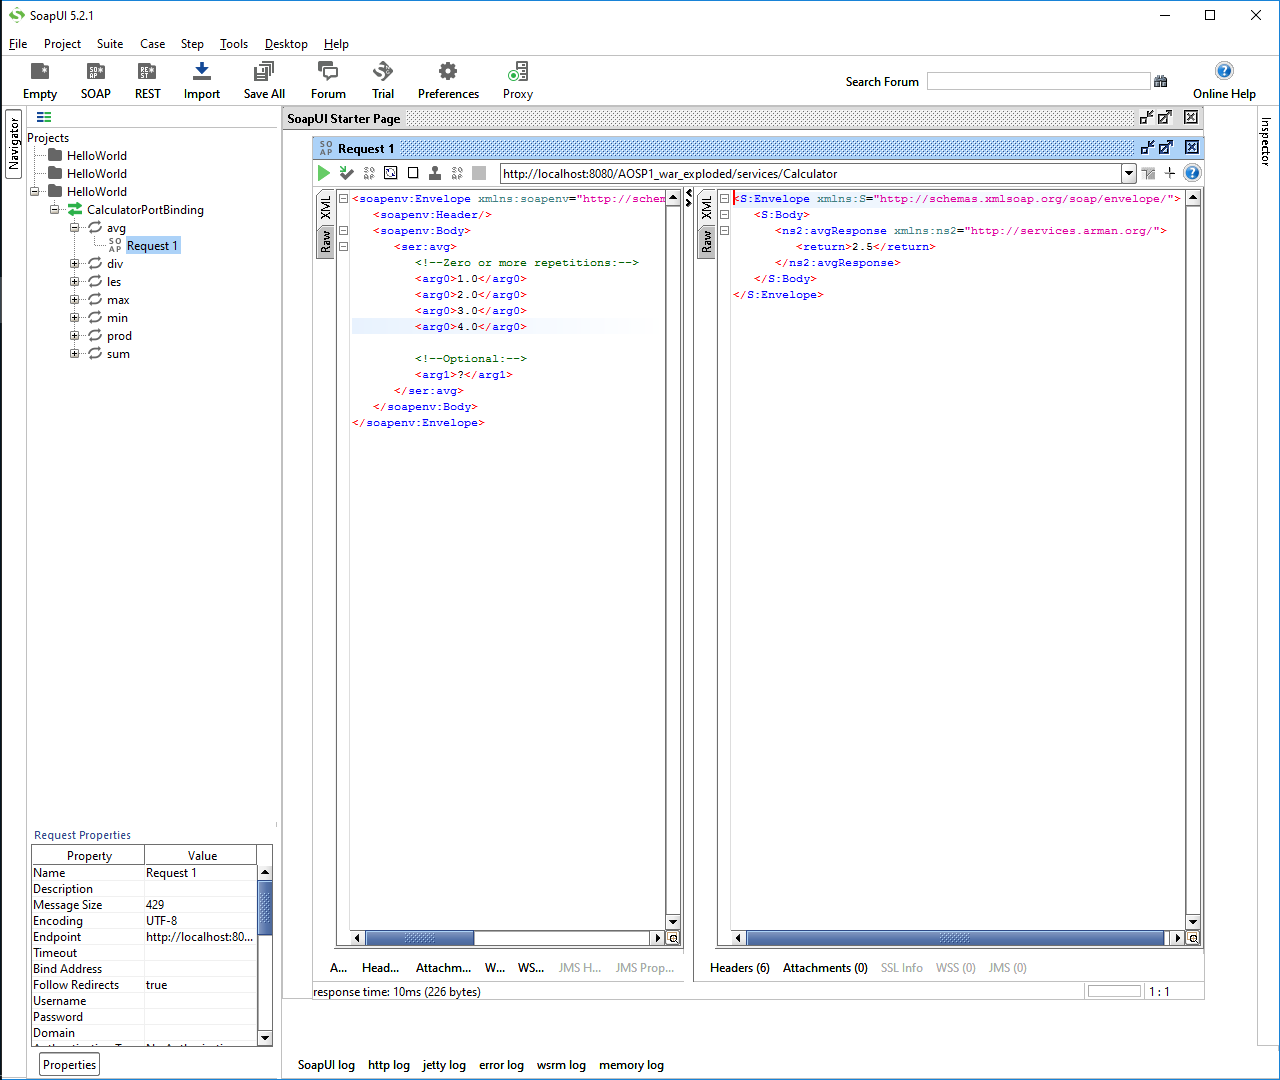 SoapUI 5.2.1
File Project Suite Case Step Tools Desktop Help
Empty SOAP REST Import Save All Forum Trial Preferences Proxy Search Forum Online Help
Navigator
Projects
HelloWorld
HelloWorld
HelloWorld
CalculatorPortBinding
avg
Request 1
div
les
max
min
prod
sum
Request Properties
Property Value
Name Request 1
Description
Message Size 429
Encoding UTF-8
Endpoint http://localhost:80...
Timeout
Bind Address
Follow Redirects true
Username
Password
Domain
Properties
SoapUI Starter Page
Request 1
http://localhost:8080/AOSP1_war_exploded/services/Calculator
XML
Raw
<soapenv:Envelope xmlns:soapenv="http://schem
<soapenv:Header/>
<soapenv:Body>
<ser:avg>
<!--Zero or more repetitions:-->
<arg0>1.0</arg0>
<arg0>2.0</arg0>
<arg0>3.0</arg0>
<arg0>4.0</arg0>
<!--Optional:-->
<arg1>?</arg1>
</ser:avg>
</soapenv:Body>
</soapenv:Envelope>
A... Head... Attachm... W... WS... JMS H... JMS Prop...
XML
Raw
<S:Envelope xmlns:S="http://schemas.xmlsoap.org/soap/envelope/">
<S:Body>
<ns2:avgResponse xmlns:ns2="http://services.arman.org/">
<return>2.5</return>
</ns2:avgResponse>
</S:Body>
</S:Envelope>
Headers (6) Attachments (0) SSL Info WSS (0) JMS (0)
response time: 10ms (226 bytes)
1 : 1
Inspector
SoapUI log http log jetty log error log wsrm log memory log